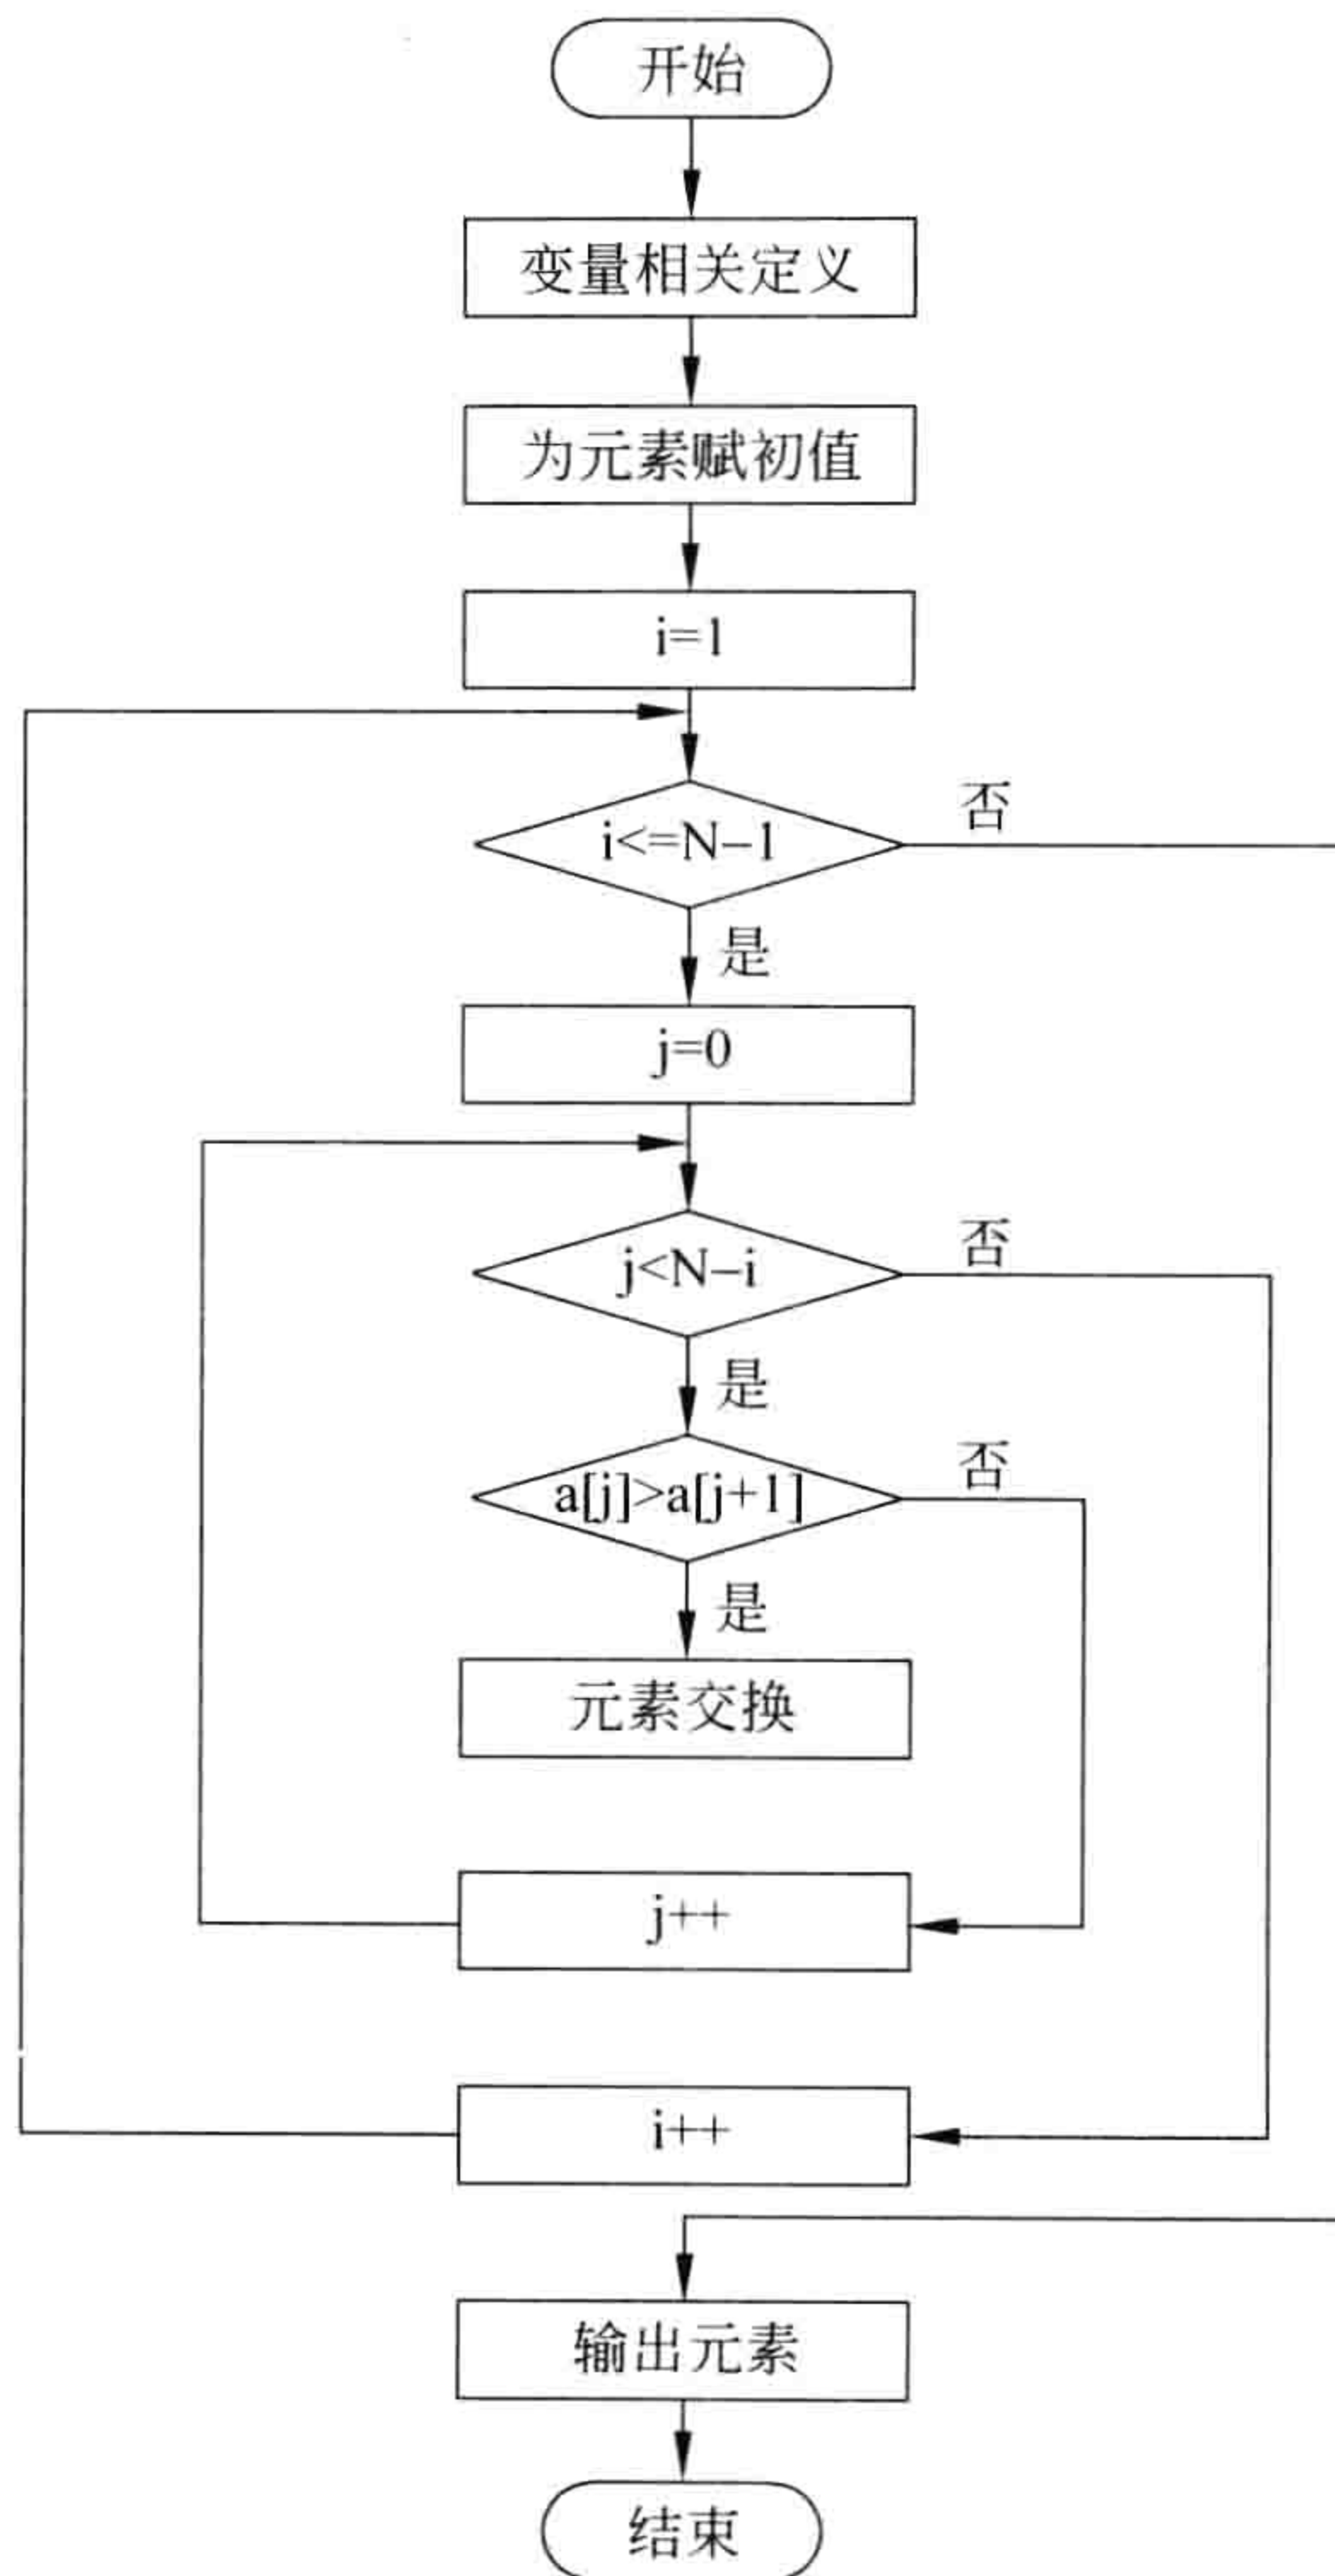 开始
变量相关定义
为元素赋初值
i=1
i<=N-1
否
是
j=0
j<N-i
否
是
a[j]>a[j+1]
否
是
元素交换
j++
i++
输出元素
结束